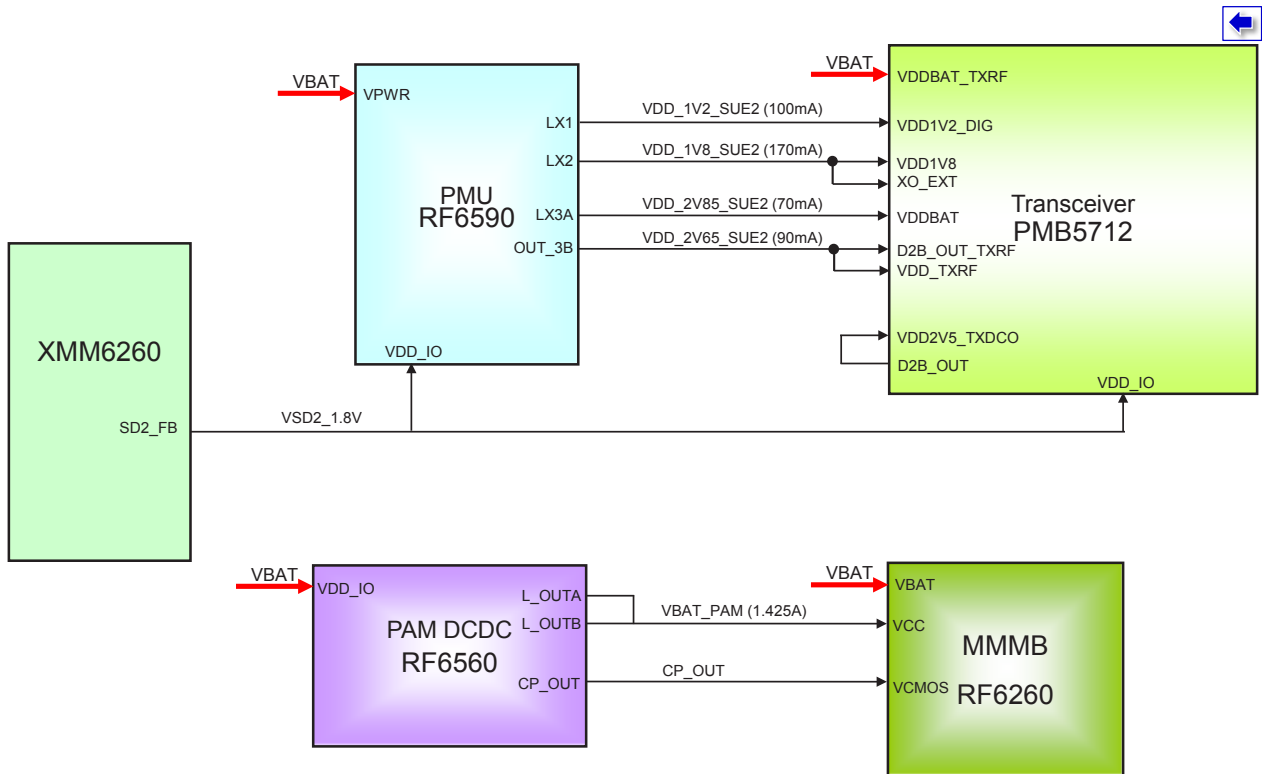 VBAT
VPWR
LX1
LX2
LX3A
OUT_3B
PMU
RF6590
VDD_IO
VDD_1V2_SUE2 (100mA)
VDD_1V8_SUE2 (170mA)
VDD_2V85_SUE2 (70mA)
VDD_2V65_SUE2 (90mA)
VBAT
VDDBAT_TXRF
VDD1V2_DIG
VDD1V8
XO_EXT
VDDBAT
D2B_OUT_TXRF
VDD_TXRF
VDD2V5_TXDCO
D2B_OUT
Transceiver
PMB5712
VDD_IO
XMM6260
SD2_FB
VSD2_1.8V
VBAT
VDD_IO
L_OUTA
L_OUTB
CP_OUT
PAM DCDC
RF6560
VBAT_PAM (1.425A)
CP_OUT
VBAT
VBAT
VCC
VCMOS
MMMB
RF6260